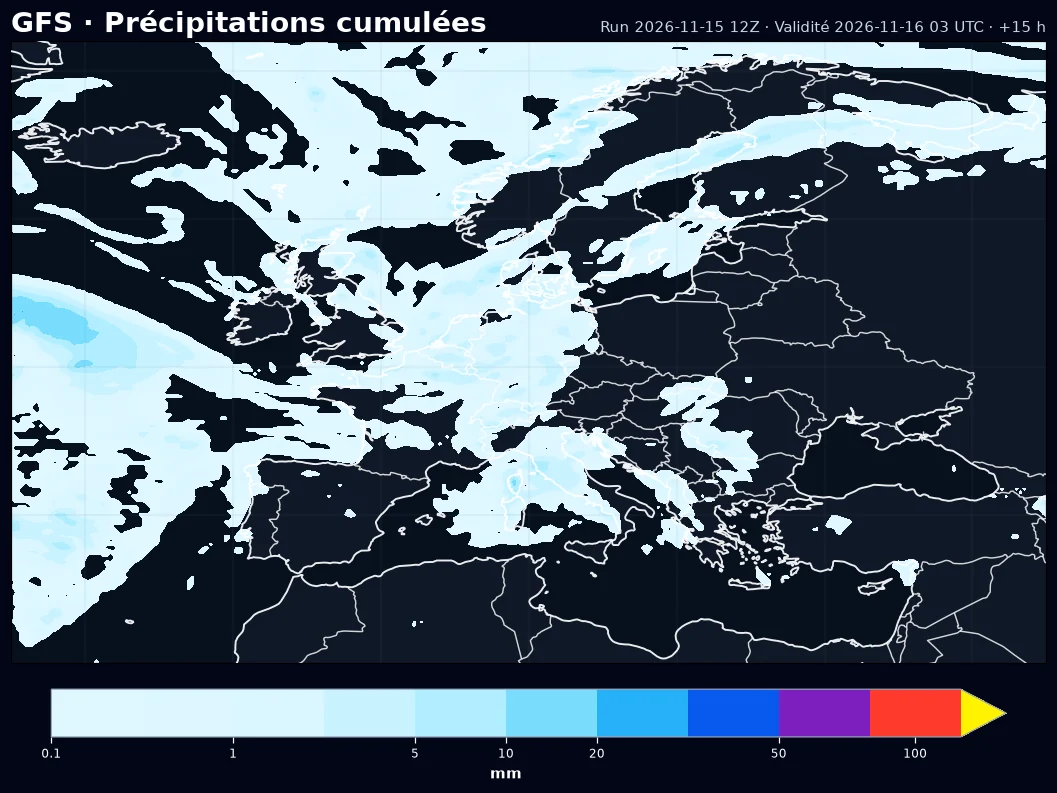 GFS · Précipitations cumulées
Run 2026-11-15 12Z · Validité 2026-11-16 03 UTC · +15 h
0.1 1 5 10 20 50 100
mm